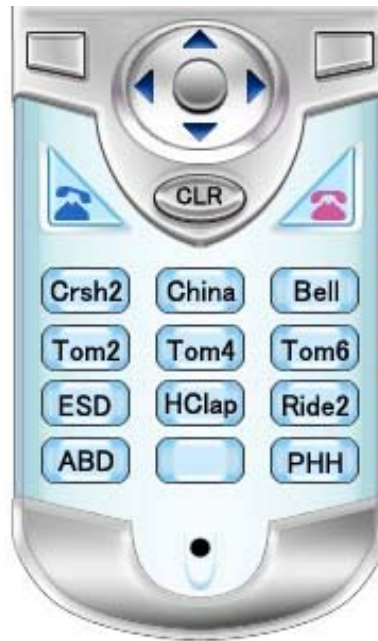 CLR
Crsh2 China Bell
Tom2 Tom4 Tom6
ESD HClap Ride2
ABD PHH